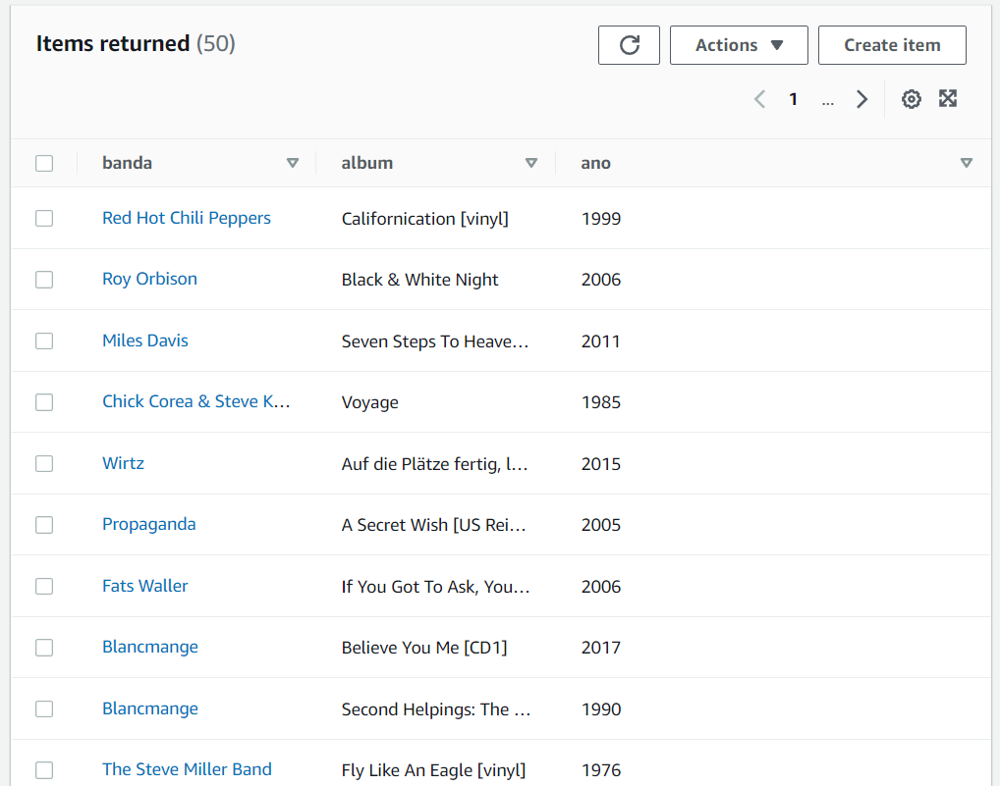 Items returned (50)
Actions
Create item
1 ...
banda album ano
Red Hot Chili Peppers Californication [vinyl] 1999
Roy Orbison Black & White Night 2006
Miles Davis Seven Steps To Heave... 2011
Chick Corea & Steve K... Voyage 1985
Wirtz Auf die Plätze fertig, l... 2015
Propaganda A Secret Wish [US Rei... 2005
Fats Waller If You Got To Ask, You... 2006
Blancmange Believe You Me [CD1] 2017
Blancmange Second Helpings: The ... 1990
The Steve Miller Band Fly Like An Eagle [vinyl] 1976